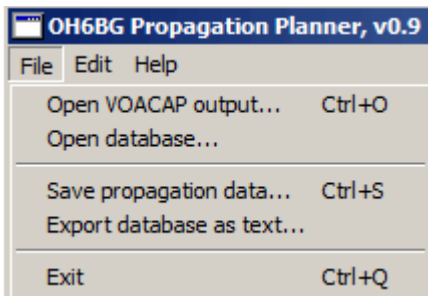 OH6BG Propagation Planner, v0.9
File Edit Help
Open VOACAP output... Ctrl+O
Open database...
Save propagation data... Ctrl+S
Export database as text...
Exit Ctrl+Q